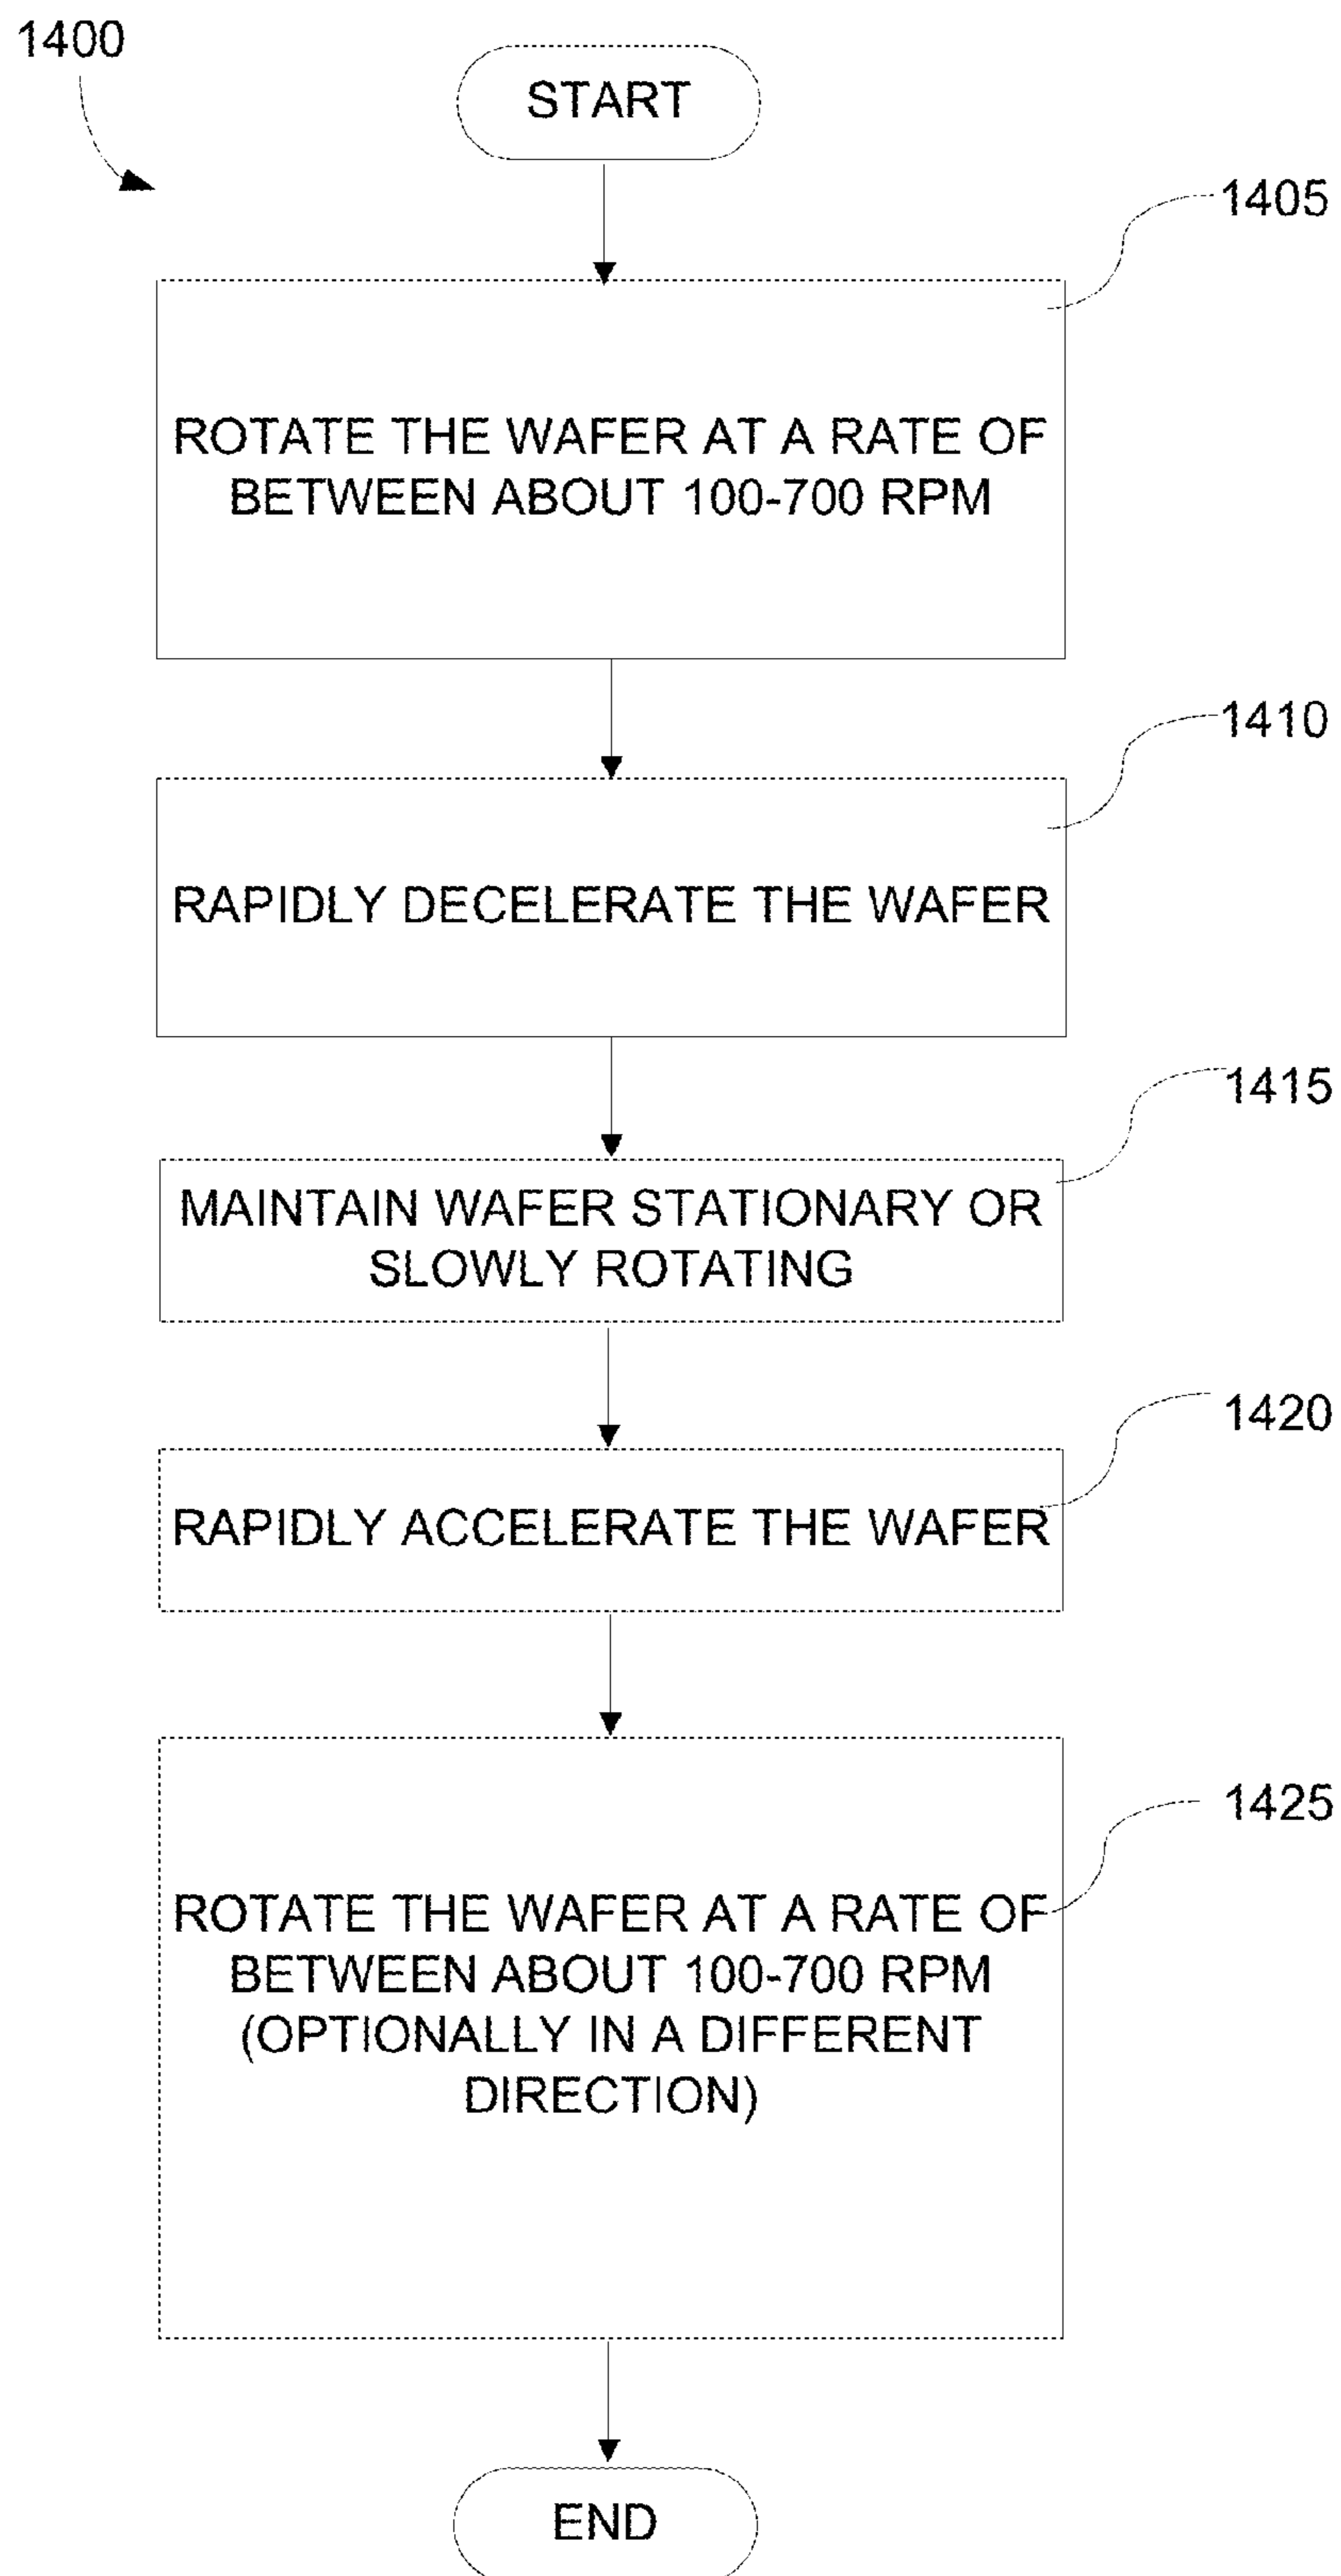 1400
START
1405
ROTATE THE WAFER AT A RATE OF
BETWEEN ABOUT 100-700 RPM
1410
RAPIDLY DECELERATE THE WAFER
1415
MAINTAIN WAFER STATIONARY OR
SLOWLY ROTATING
1420
RAPIDLY ACCELERATE THE WAFER
1425
ROTATE THE WAFER AT A RATE OF
BETWEEN ABOUT 100-700 RPM
(OPTIONALLY IN A DIFFERENT
DIRECTION)
END